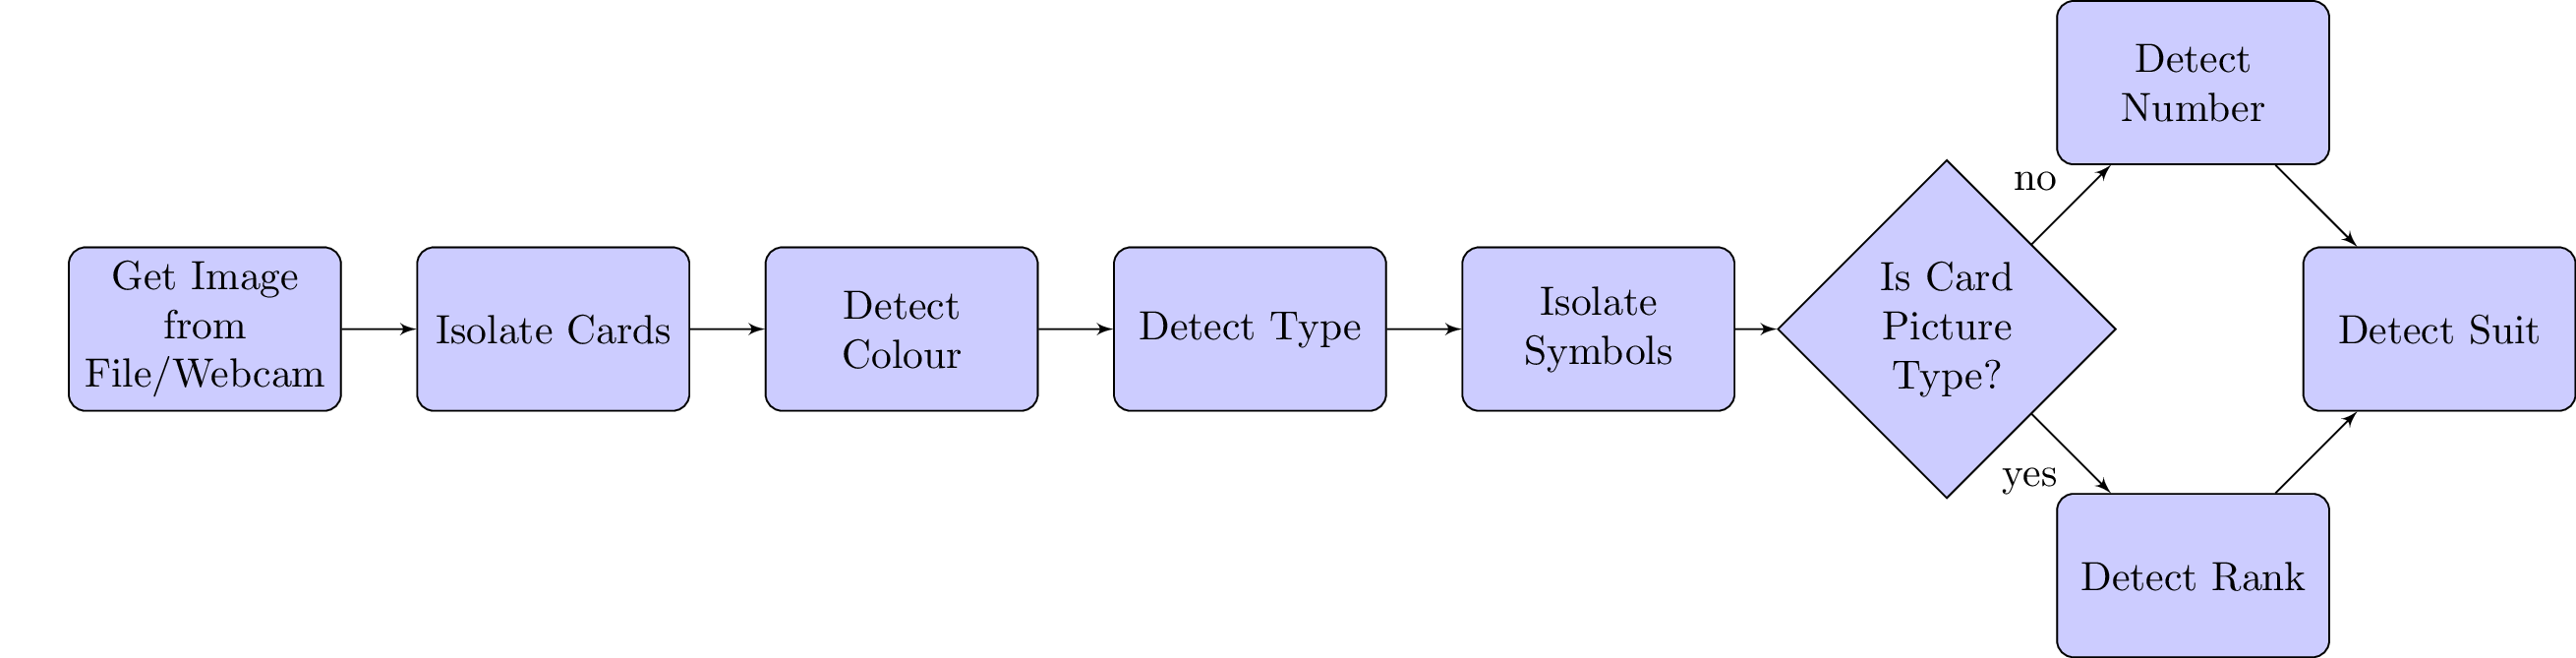 Get Image
from
File/Webcam
Isolate Cards
Detect
Colour
Detect Type
Isolate
Symbols
Is Card
Picture
Type?
no
Detect
Number
yes
Detect Rank
Detect Suit